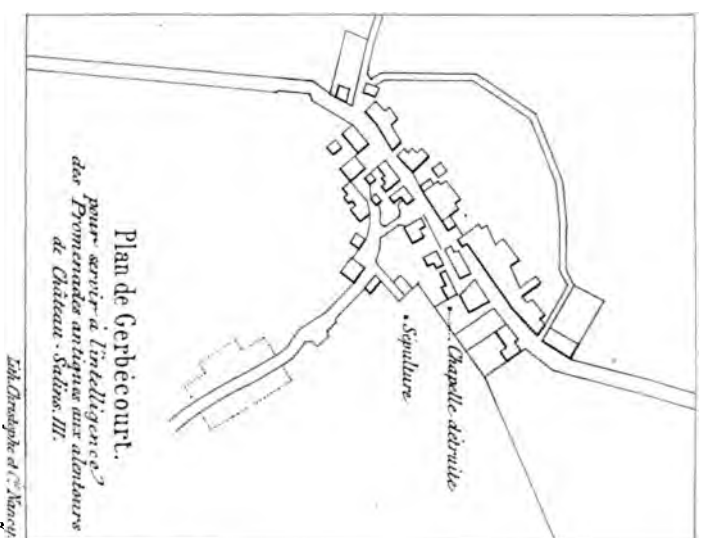 Plan de Gerbécourt.
pour servir à l'intelligence
des Promenades antiques aux alentours
de Château-Salins. III.
Chapelle détruite
Sépulture
Lith. Christophe et Cie. Nancy.